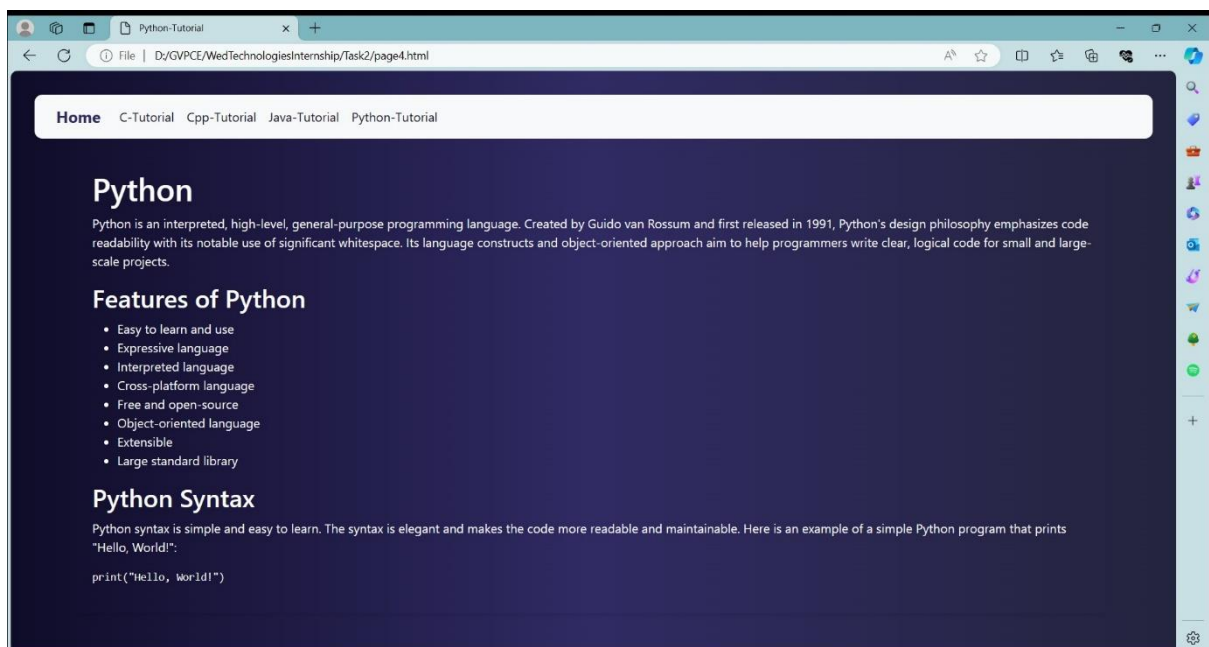 Python-Tutorial
File | D:/GVPCE/WedTechnologiesInternship/Task2/page4.html
Home C-Tutorial Cpp-Tutorial Java-Tutorial Python-Tutorial
Python
Python is an interpreted, high-level, general-purpose programming language. Created by Guido van Rossum and first released in 1991, Python's design philosophy emphasizes code
readability with its notable use of significant whitespace. Its language constructs and object-oriented approach aim to help programmers write clear, logical code for small and large-
scale projects.
Features of Python
• Easy to learn and use
• Expressive language
• Interpreted language
• Cross-platform language
• Free and open-source
• Object-oriented language
• Extensible
• Large standard library
Python Syntax
Python syntax is simple and easy to learn. The syntax is elegant and makes the code more readable and maintainable. Here is an example of a simple Python program that prints
"Hello, World!":
print("Hello, World!")